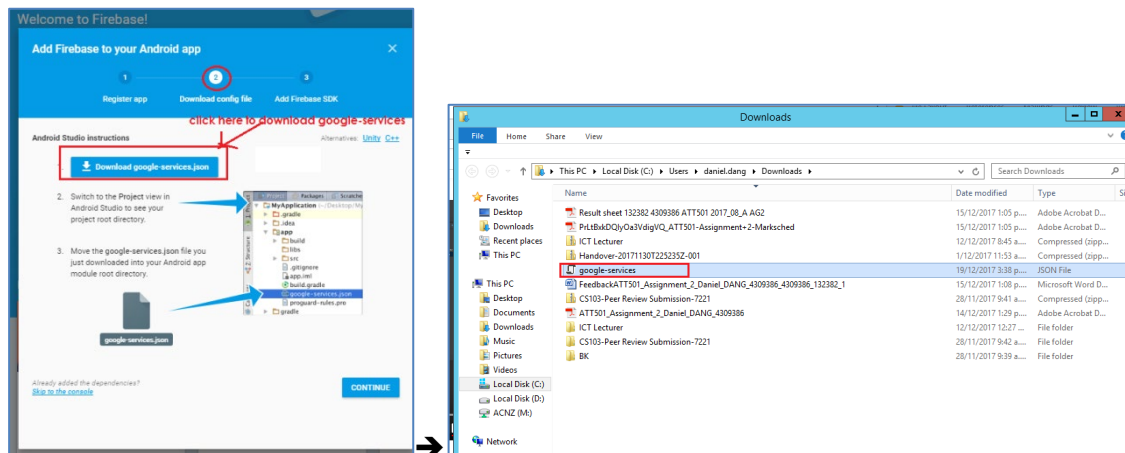 Welcome to Firebase!
Add Firebase to your Android app
1
2
3
Register app
Download config file
Add Firebase SDK
click here to download google-services
Android Studio instructions
Alternatives: Unity C++
Download google-services.json
2. Switch to the Project view in
Android Studio to see your
project root directory.
3. Move the google-services.json file you
just downloaded into your Android app
module root directory.
google-services.json
Project
Packages
Scratche
1: Project
MyApplication (~/Desktop/My
.gradle
.idea
app
build
libs
src
.gitignore
app.iml
build.gradle
google-services.json
proguard-rules.pro
gradle
Already added the dependencies?
Skip to the console
CONTINUE
Downloads
File Home Share View
This PC Local Disk (C:) Users daniel.dang Downloads
Search Downloads
Name Date modified Type Si
Favorites
Desktop
Downloads
Recent places
This PC
This PC
Desktop
Documents
Downloads
Music
Pictures
Videos
Local Disk (C:)
Local Disk (D:)
ACNZ (M:)
Network
Result sheet 132382 4309386 ATT501 2017_08_A AG2 15/12/2017 1:05 p.... Adobe Acrobat D...
PrLtBxkDQlyOa3VdigVQ_ATT501-Assignment+2-Marksched 15/12/2017 1:05 p.... Adobe Acrobat D...
ICT Lecturer 12/12/2017 8:45 a.... Compressed (zipp...
Handover-20171130T225235Z-001 1/12/2017 11:53 a.... Compressed (zipp...
google-services 19/12/2017 3:38 p.... JSON File
FeedbackATT501_Assignment_2_Daniel_DANG_4309386_4309386_132382_1 15/12/2017 1:08 p.... Microsoft Word D...
CS103-Peer Review Submission-7221 28/11/2017 9:41 a.... Compressed (zipp...
ATT501_Assignment_2_Daniel_DANG_4309386 14/12/2017 1:29 p.... Adobe Acrobat D...
ICT Lecturer 12/12/2017 12:27 ... File folder
CS103-Peer Review Submission-7221 28/11/2017 9:42 a.... File folder
BK 28/11/2017 9:39 a.... File folder